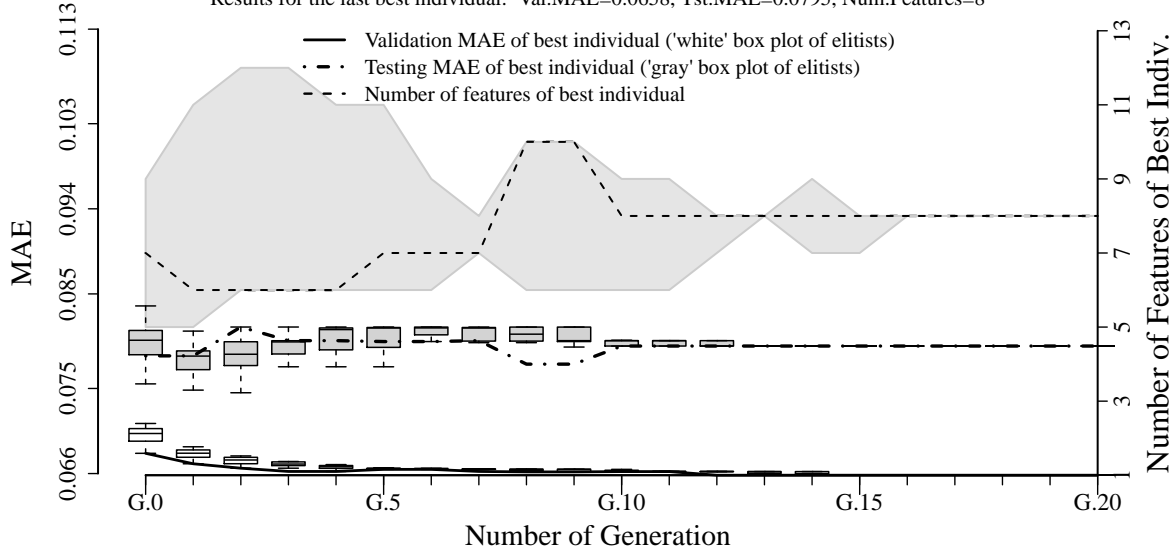 Results for the last best individual: Val.MAE=0.0658, Tst.MAE=0.0795, Num.Features=8
Validation MAE of best individual ('white' box plot of elitists)
Testing MAE of best individual ('gray' box plot of elitists)
Number of features of best individual
MAE
0.113
0.103
0.094
0.085
0.075
0.066
13
11
9
7
5
3
1
Number of Features of Best Indiv.
G.0
G.5
G.10
G.15
G.20
Number of Generation